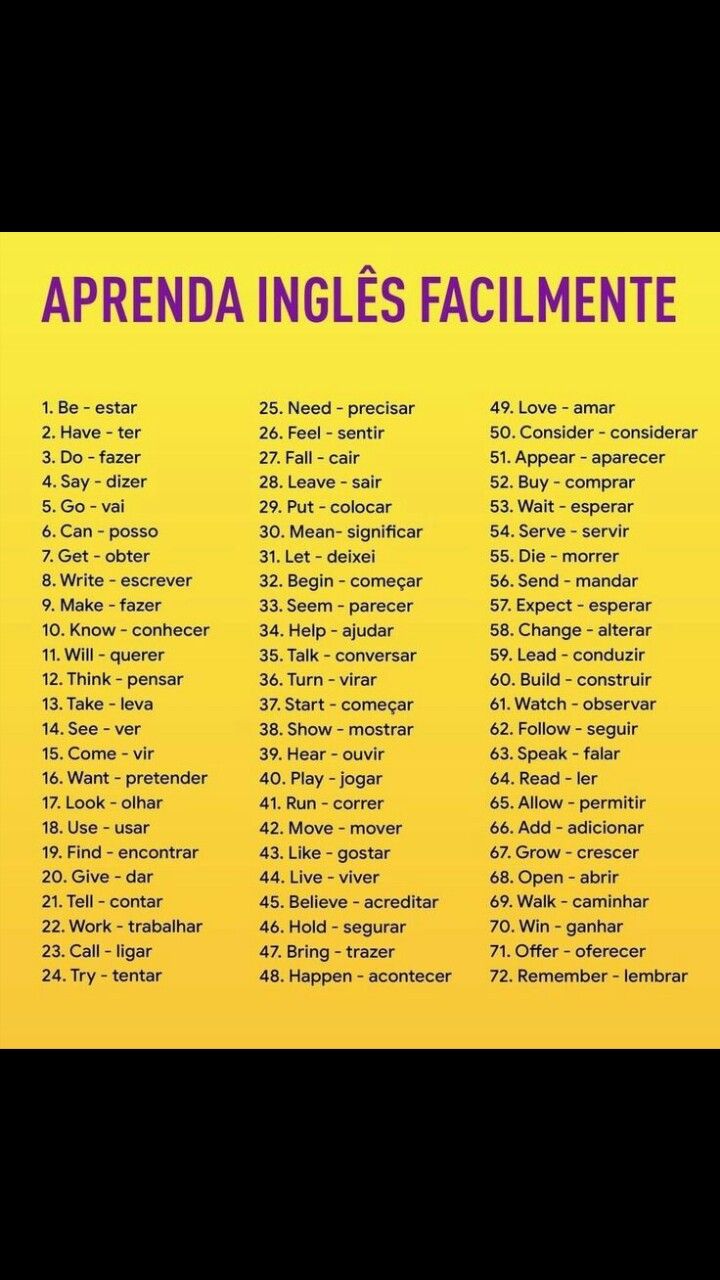 APRENDA INGLÊS FACILMENTE
1. Be - estar
2. Have - ter
3. Do - fazer
4. Say - dizer
5. Go - vai
6. Can - posso
7. Get - obter
8. Write - escrever
9. Make - fazer
10. Know - conhecer
11. Will - querer
12. Think - pensar
13. Take - leva
14. See - ver
15. Come - vir
16. Want - pretender
17. Look - olhar
18. Use - usar
19. Find - encontrar
20. Give - dar
21. Tell - contar
22. Work - trabalhar
23. Call - ligar
24. Try - tentar
25. Need - precisar
26. Feel - sentir
27. Fall - cair
28. Leave - sair
29. Put - colocar
30. Mean- significar
31. Let - deixei
32. Begin - começar
33. Seem - parecer
34. Help - ajudar
35. Talk - conversar
36. Turn - virar
37. Start - começar
38. Show - mostrar
39. Hear - ouvir
40. Play - jogar
41. Run - correr
42. Move - mover
43. Like - gostar
44. Live - viver
45. Believe - acreditar
46. Hold - segurar
47. Bring - trazer
48. Happen - acontecer
49. Love - amar
50. Consider - considerar
51. Appear - aparecer
52. Buy - comprar
53. Wait - esperar
54. Serve - servir
55. Die - morrer
56. Send - mandar
57. Expect - esperar
58. Change - alterar
59. Lead - conduzir
60. Build - construir
61. Watch - observar
62. Follow - seguir
63. Speak - falar
64. Read - ler
65. Allow - permitir
66. Add - adicionar
67. Grow - crescer
68. Open - abrir
69. Walk - caminhar
70. Win - ganhar
71. Offer - oferecer
72. Remember - lembrar